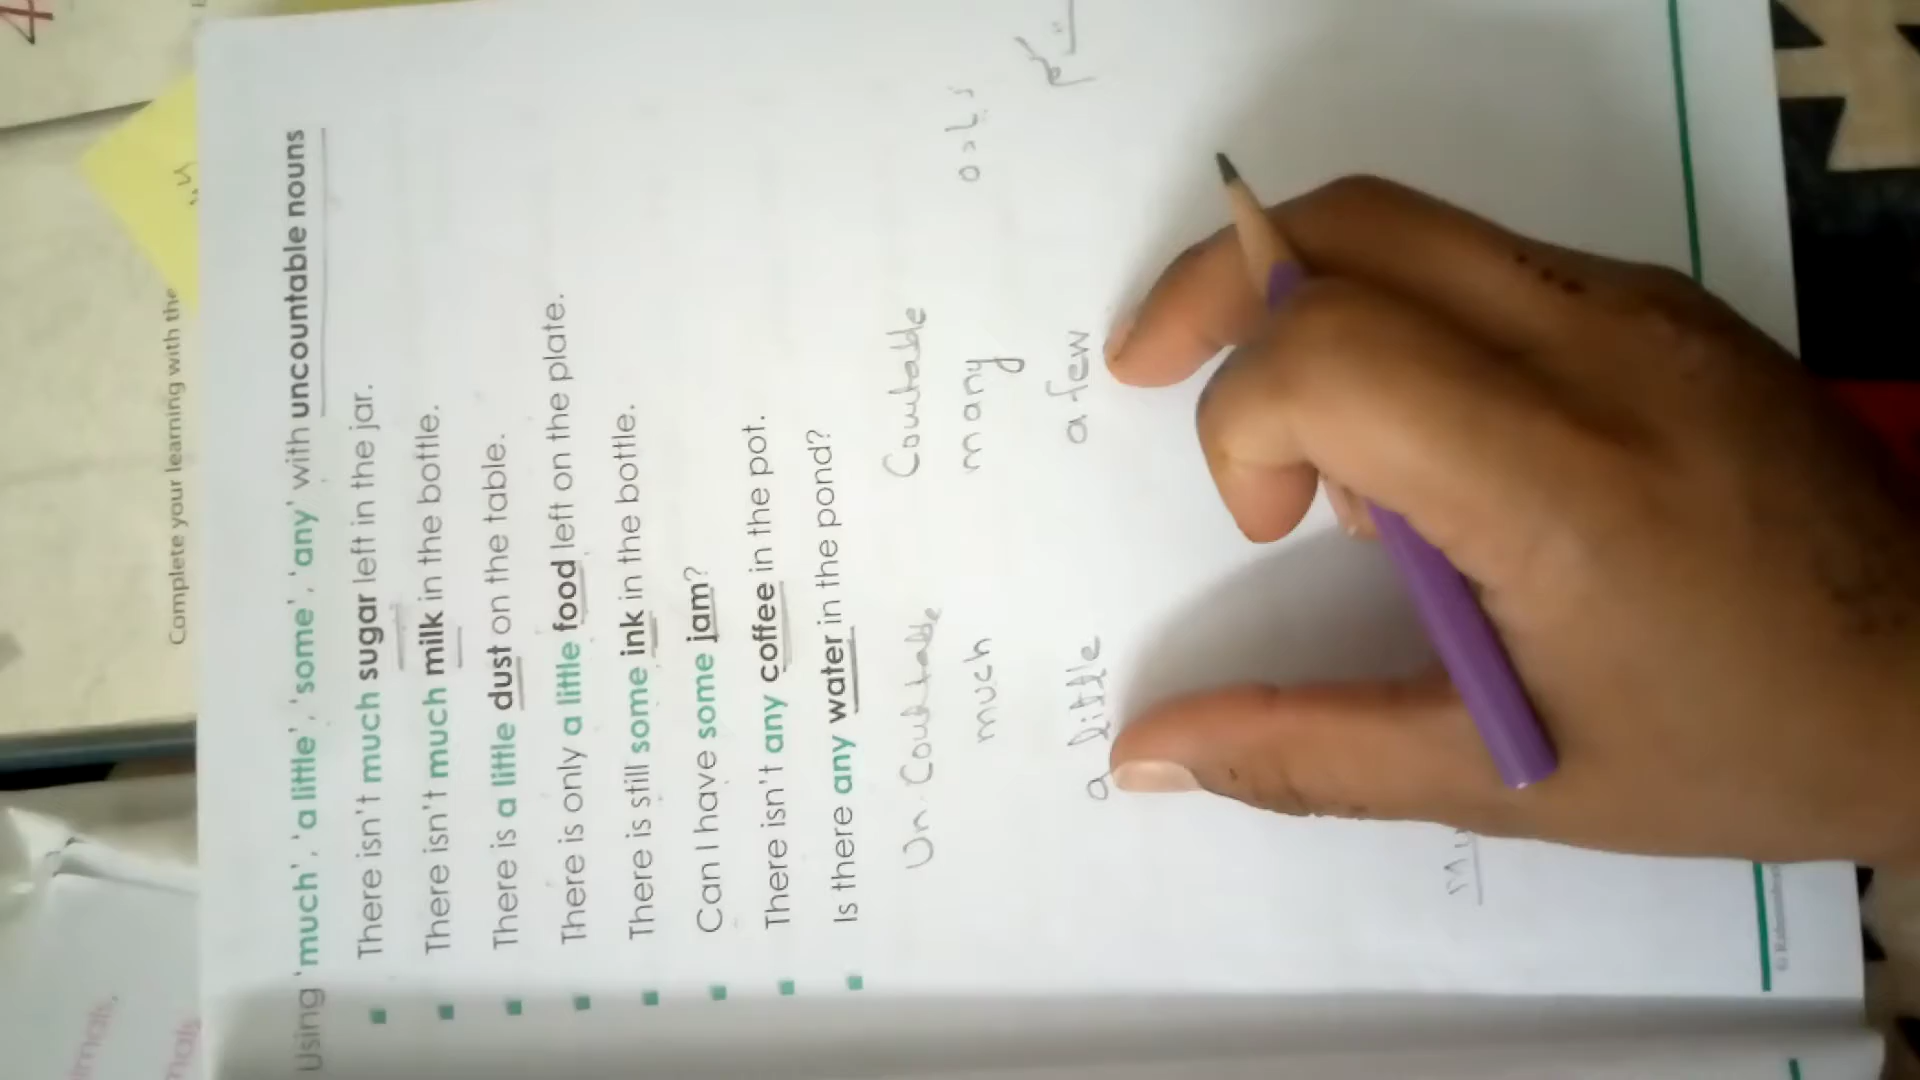 Complete your learning with the
Using 'much', 'a little', 'some', 'any' with uncountable nouns
There isn't much sugar left in the jar.
There isn't much milk in the bottle.
There is a little dust on the table.
There is only a little food left on the plate.
There is still some ink in the bottle.
Can I have some jam?
There isn't any coffee in the pot.
Is there any water in the pond?
Un Countable Countable
much many
a little a few